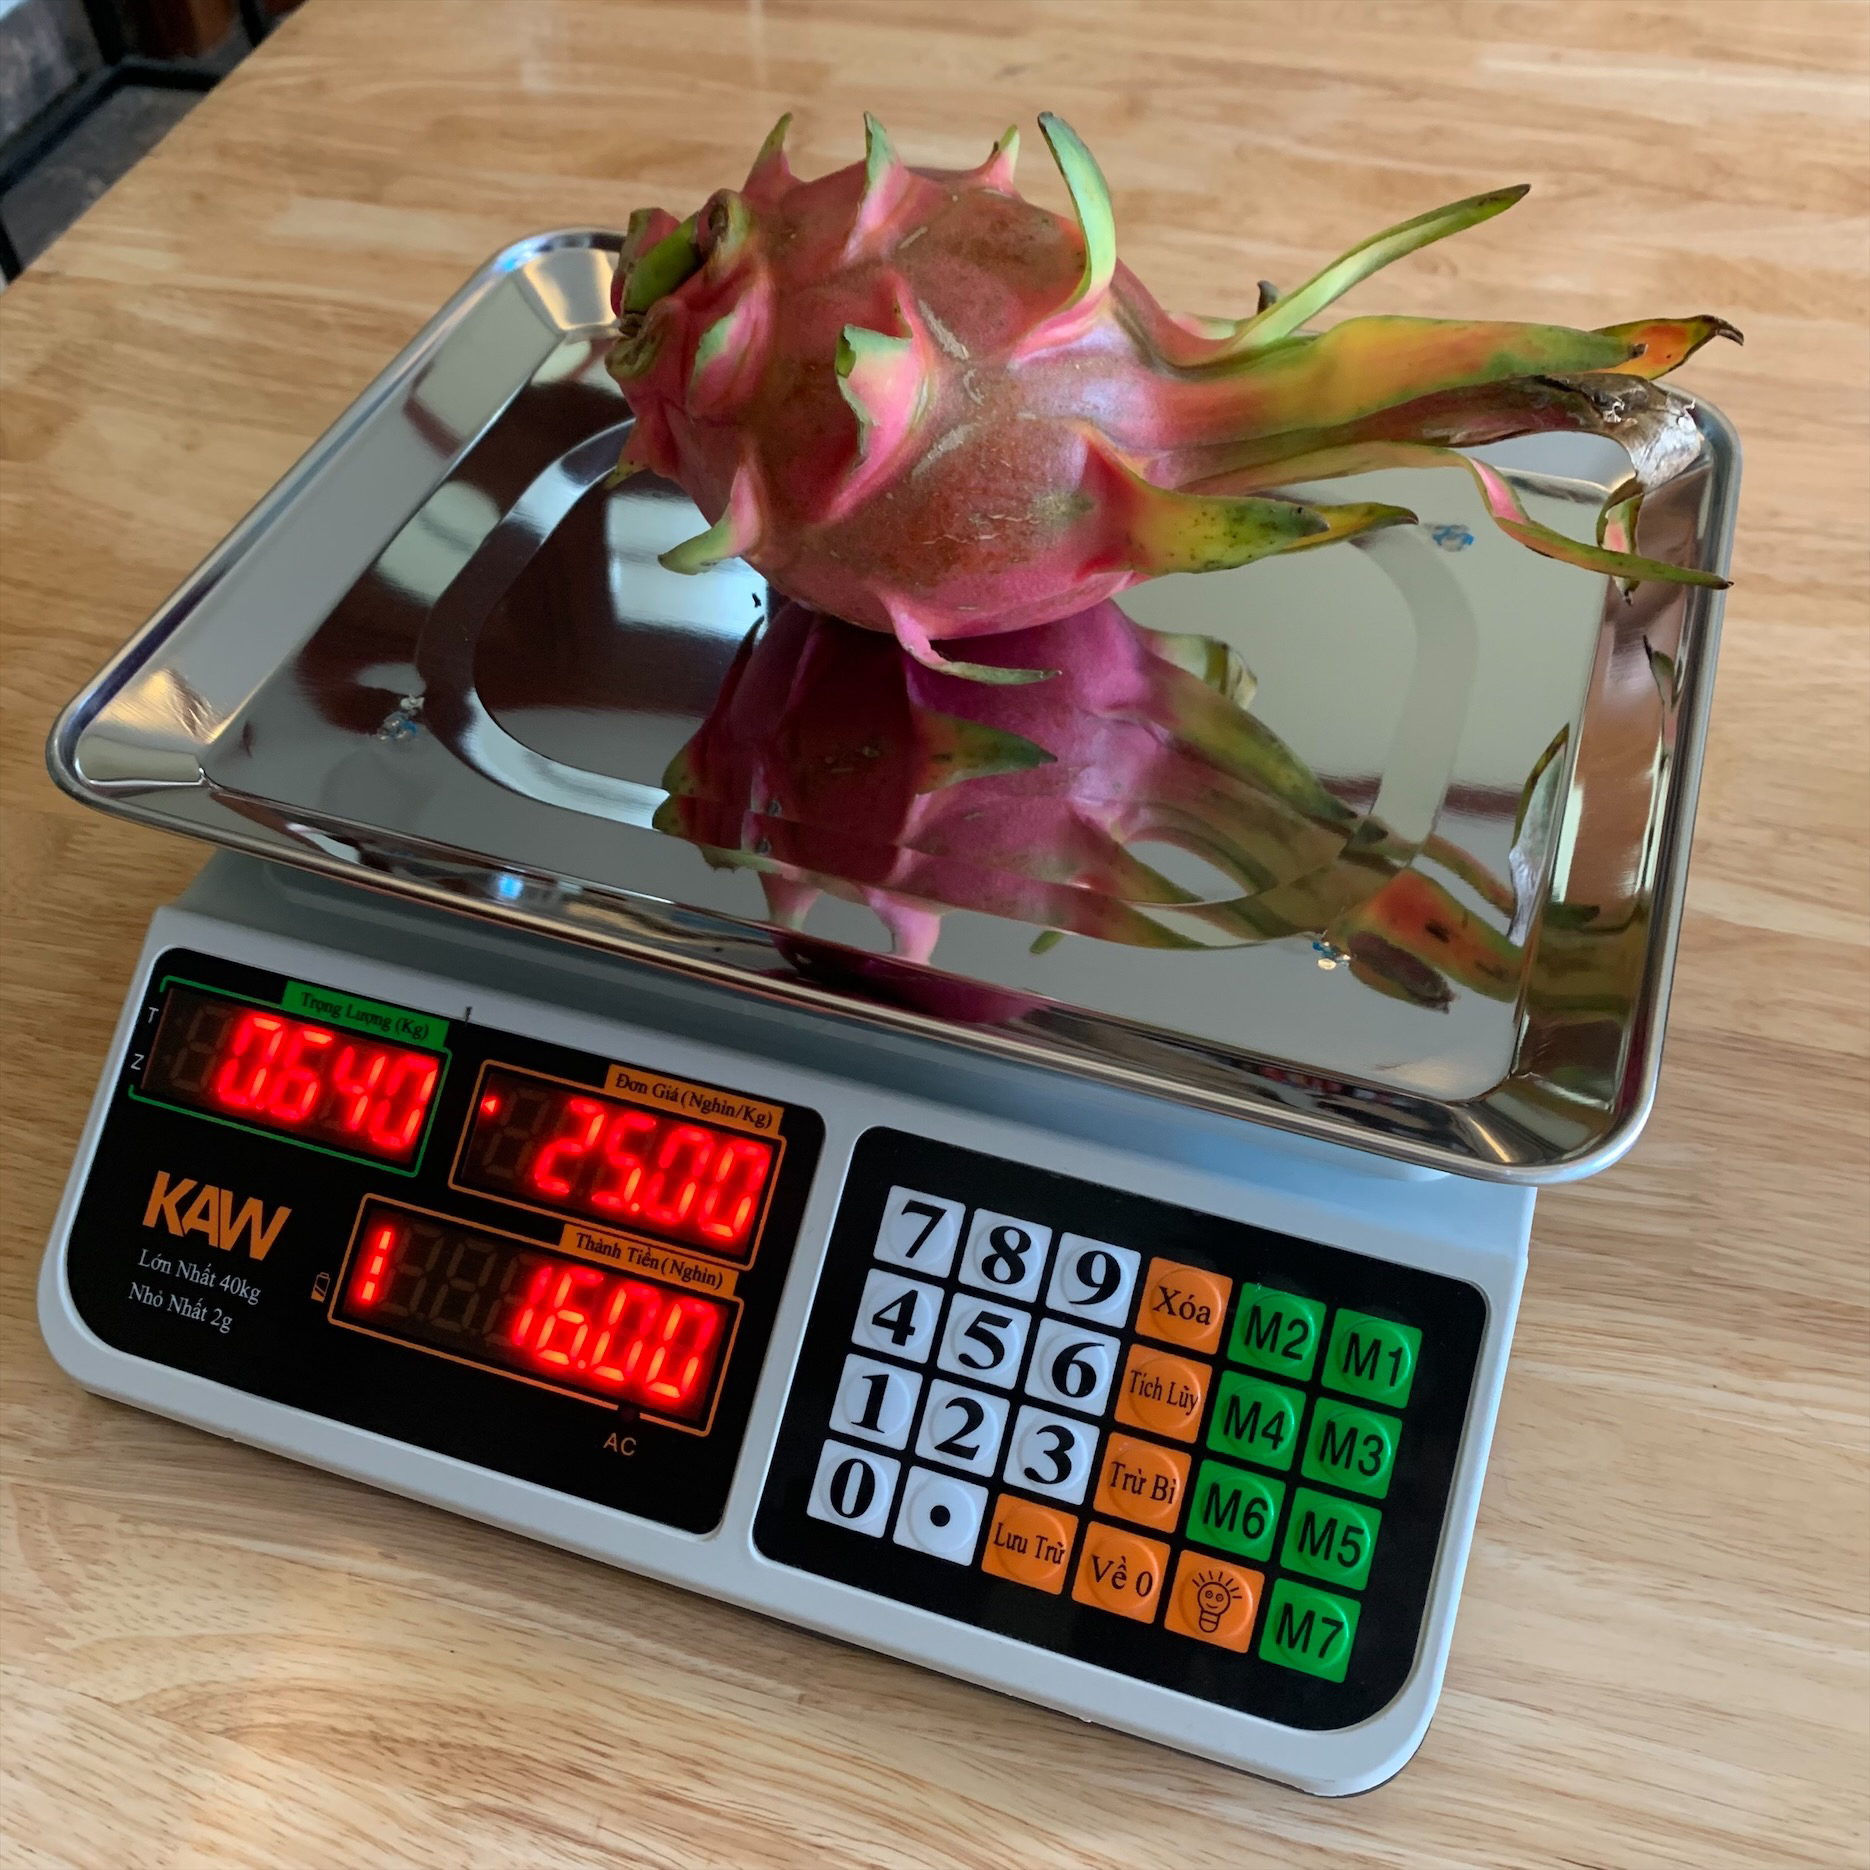 Trọng Lượng (Kg)
T
Z
0.640
Đơn Giá (Nghìn/Kg)
25.00
KAW
Lớn Nhất 40kg
Nhỏ Nhất 2g
Thành Tiền (Nghìn)
16.00
AC
7 8 9 Xóa M2 M1
4 5 6 Tích Lũy M4 M3
1 2 3 Trừ Bì M6 M5
0 . Lưu Trữ Về 0 M7